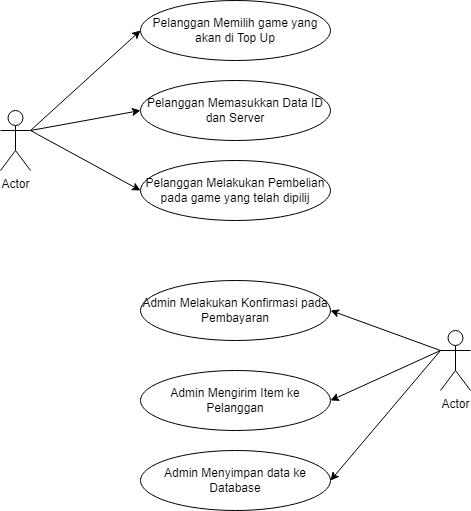 Pelanggan Memilih game yang
akan di Top Up
Pelanggan Memasukkan Data ID
dan Server
Actor
Pelanggan Melakukan Pembelian
pada game yang telah dipilij
Admin Melakukan Konfirmasi pada
Pembayaran
Admin Mengirim Item ke
Pelanggan
Actor
Admin Menyimpan data ke
Database